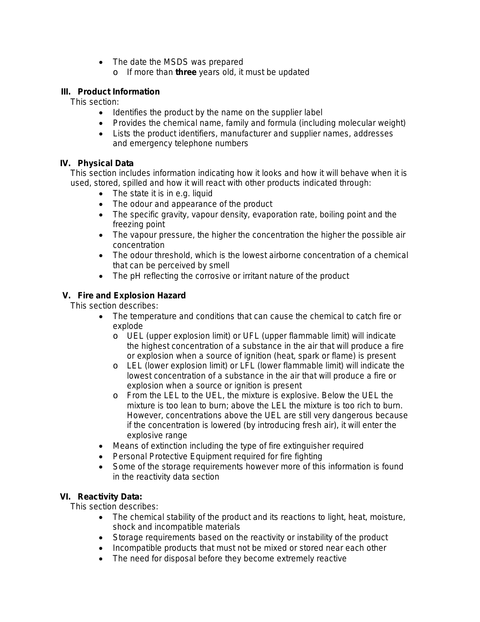 • The date the MSDS was prepared
o If more than three years old, it must be updated
III. Product Information
This section:
• Identifies the product by the name on the supplier label
• Provides the chemical name, family and formula (including molecular weight)
• Lists the product identifiers, manufacturer and supplier names, addresses
and emergency telephone numbers
IV. Physical Data
This section includes information indicating how it looks and how it will behave when it is
used, stored, spilled and how it will react with other products indicated through:
• The state it is in e.g. liquid
• The odour and appearance of the product
• The specific gravity, vapour density, evaporation rate, boiling point and the
freezing point
• The vapour pressure, the higher the concentration the higher the possible air
concentration
• The odour threshold, which is the lowest airborne concentration of a chemical
that can be perceived by smell
• The pH reflecting the corrosive or irritant nature of the product
V. Fire and Explosion Hazard
This section describes:
• The temperature and conditions that can cause the chemical to catch fire or
explode
o UEL (upper explosion limit) or UFL (upper flammable limit) will indicate
the highest concentration of a substance in the air that will produce a fire
or explosion when a source of ignition (heat, spark or flame) is present
o LEL (lower explosion limit) or LFL (lower flammable limit) will indicate the
lowest concentration of a substance in the air that will produce a fire or
explosion when a source or ignition is present
o From the LEL to the UEL, the mixture is explosive. Below the UEL the
mixture is too lean to burn; above the LEL the mixture is too rich to burn.
However, concentrations above the UEL are still very dangerous because
if the concentration is lowered (by introducing fresh air), it will enter the
explosive range
• Means of extinction including the type of fire extinguisher required
• Personal Protective Equipment required for fire fighting
• Some of the storage requirements however more of this information is found
in the reactivity data section
VI. Reactivity Data:
This section describes:
• The chemical stability of the product and its reactions to light, heat, moisture,
shock and incompatible materials
• Storage requirements based on the reactivity or instability of the product
• Incompatible products that must not be mixed or stored near each other
• The need for disposal before they become extremely reactive